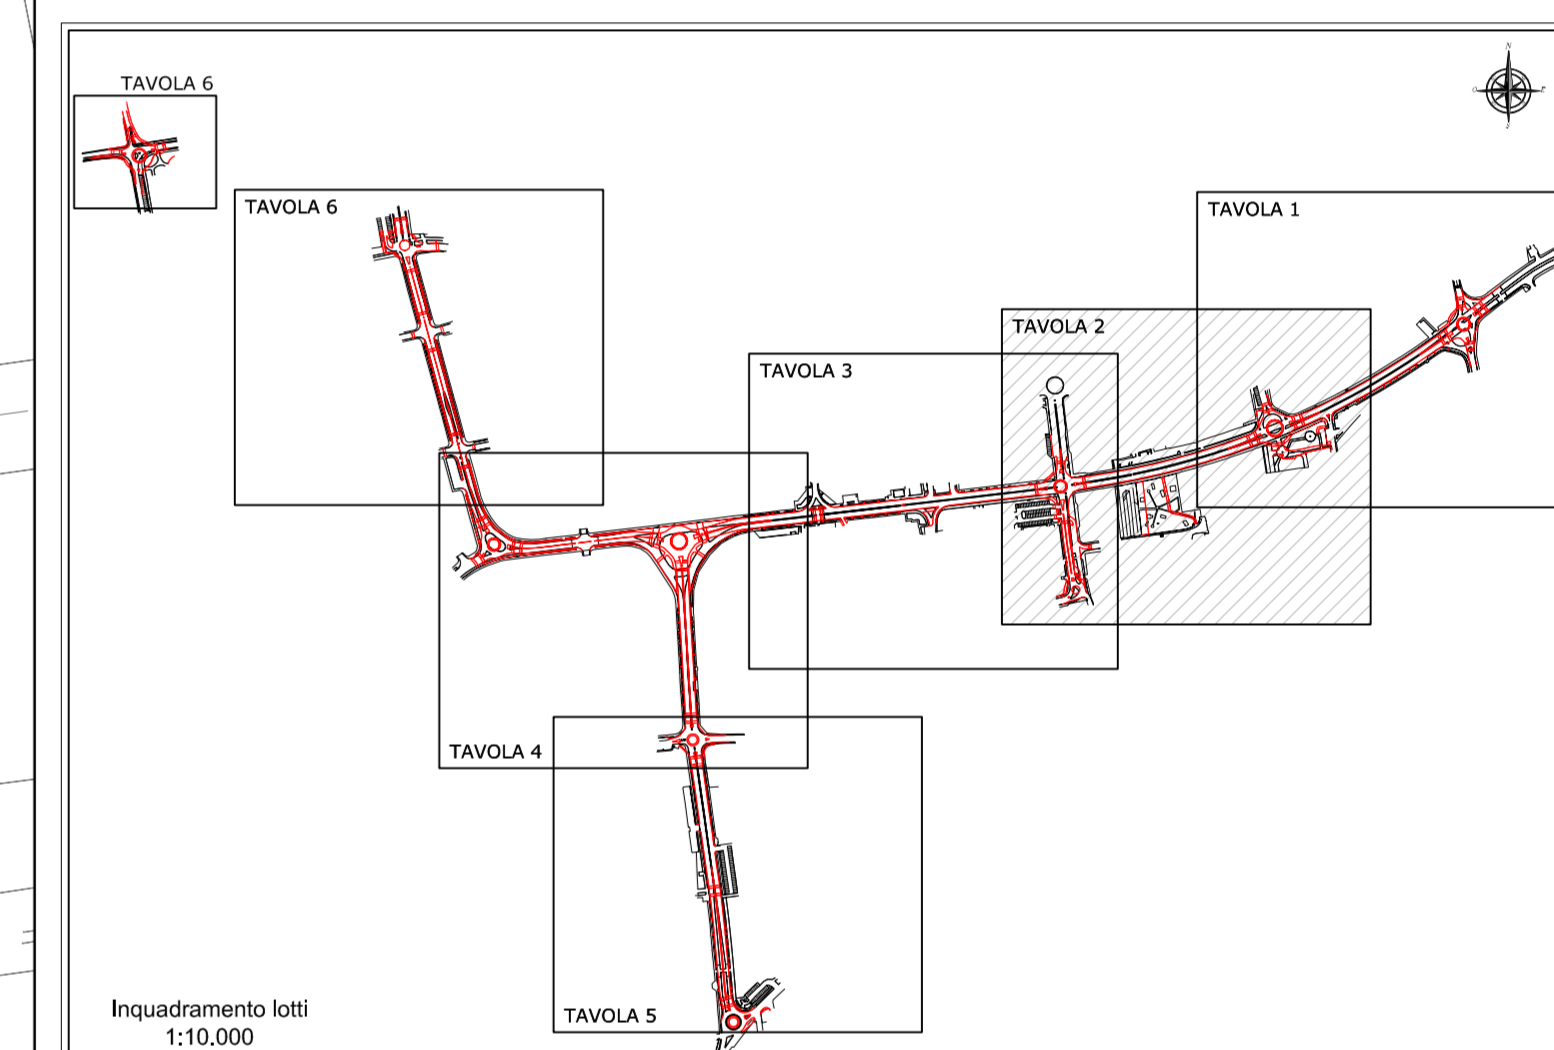 TAVOLA 6
N
O
E
S
TAVOLA 6
TAVOLA 1
TAVOLA 2
TAVOLA 3
TAVOLA 4
TAVOLA 5
Inquadramento lotti
1:10.000